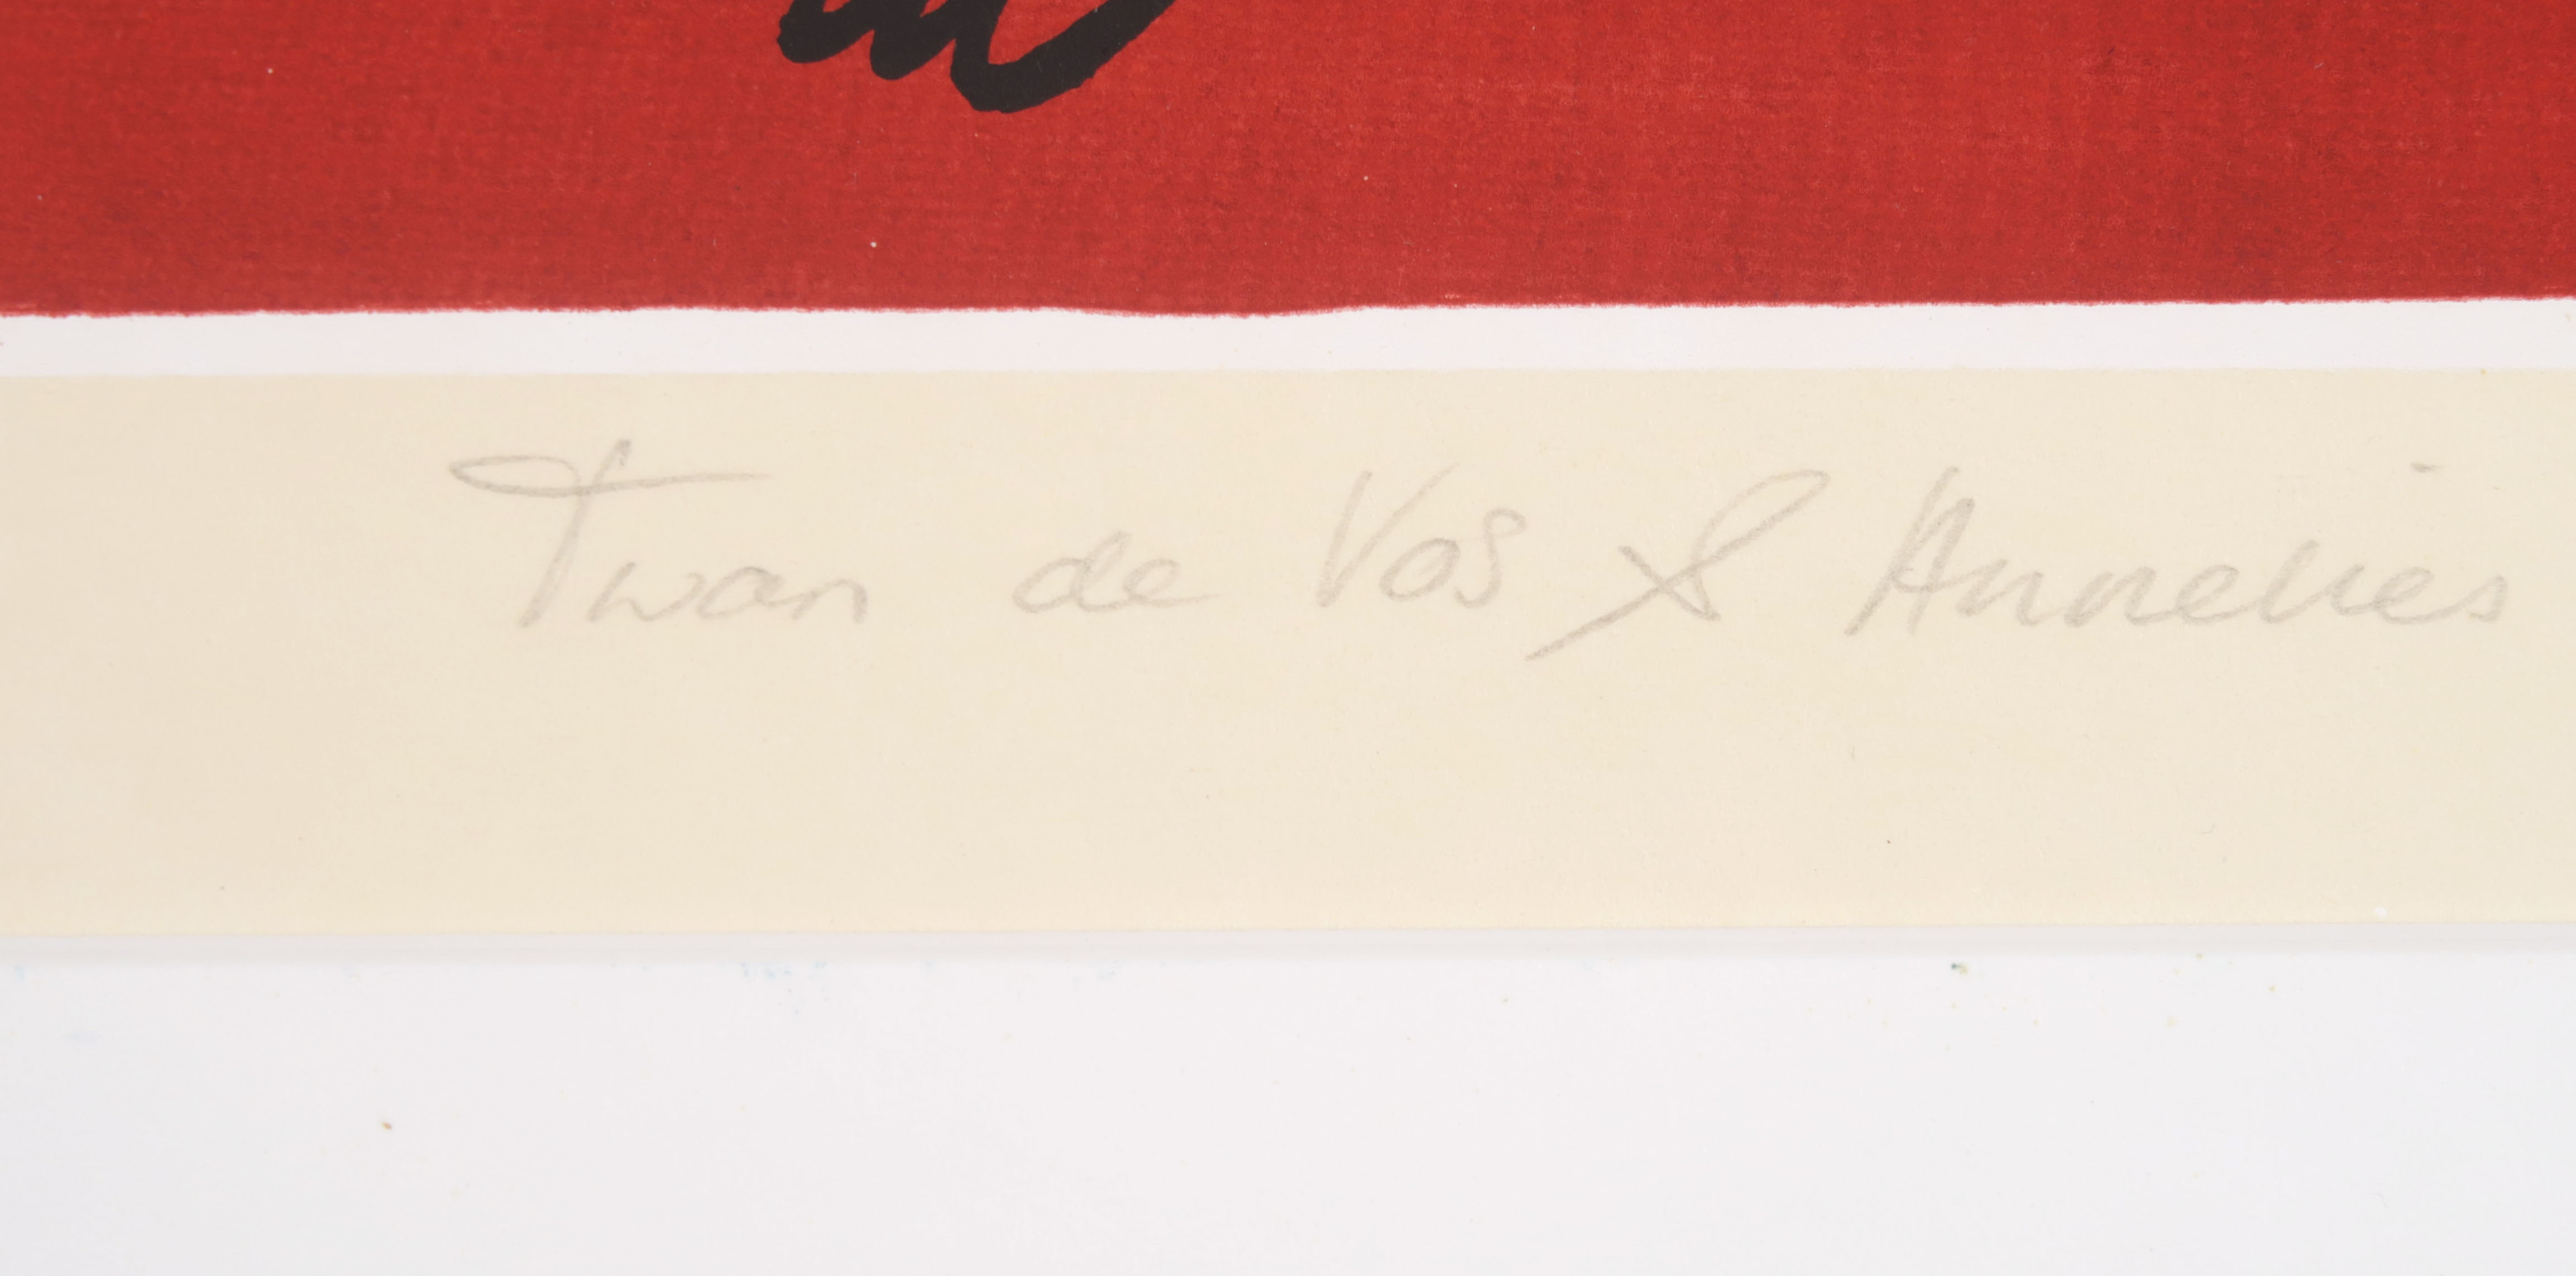 Twan de Vos & Annelies